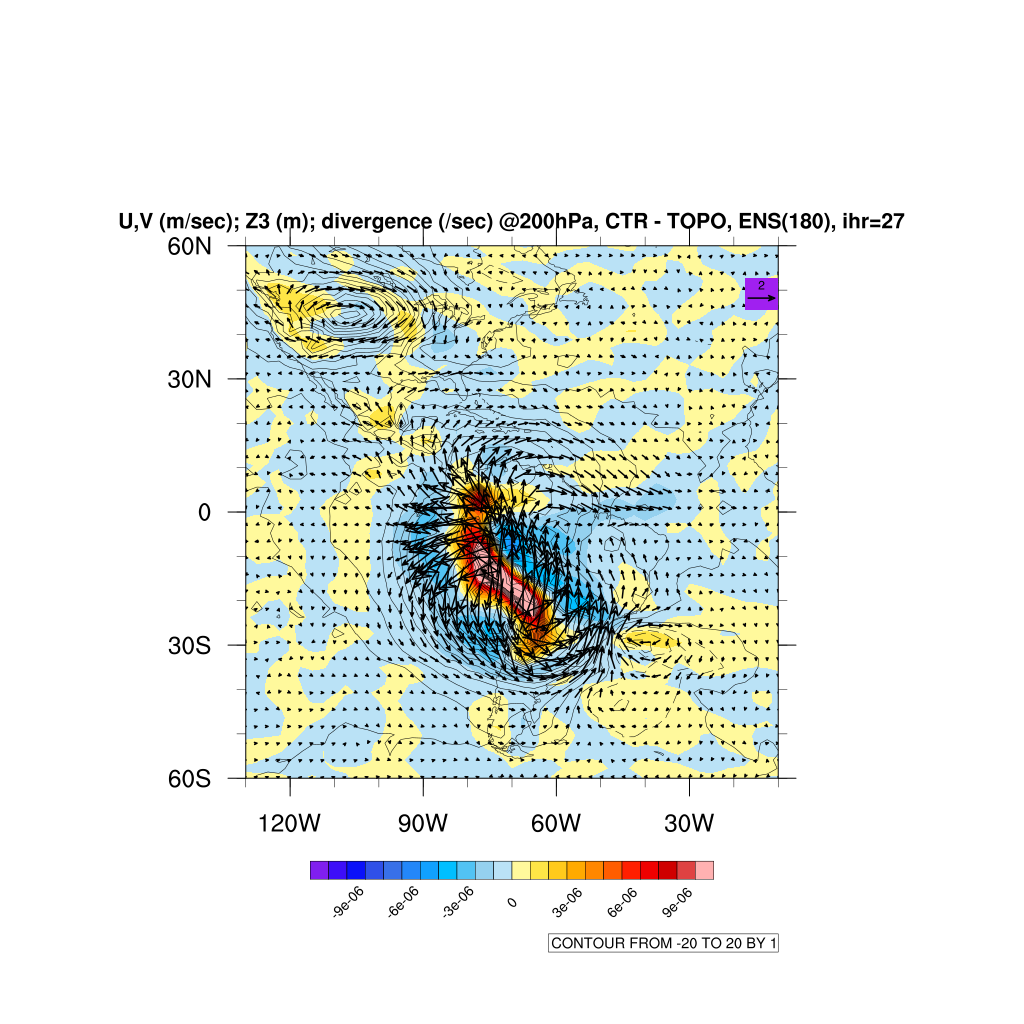 U,V (m/sec); Z3 (m); divergence (/sec) @200hPa, CTR - TOPO, ENS(180), ihr=27
60N
2
30N
0
30S
60S
120W 90W 60W 30W
-9e-06 -6e-06 -3e-06 0 3e-06 6e-06 9e-06
CONTOUR FROM -20 TO 20 BY 1